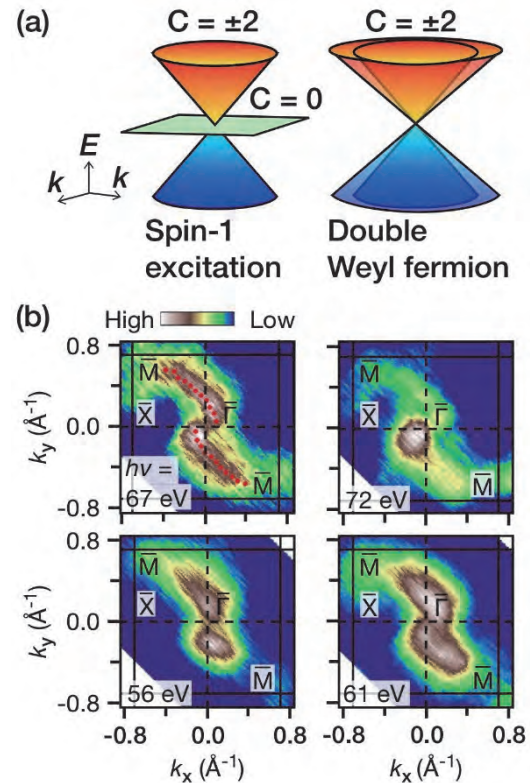 (a)
C = ±2
C = ±2
C = 0
E
k
k
Spin-1
excitation
Double
Weyl fermion
(b)
High
Low
0.8
0.0
-0.8
k_y (Å⁻¹)
M̅
X̅
Γ̅
M̅
hν =
67 eV
M̅
X̅
Γ̅
M̅
72 eV
0.8
0.0
-0.8
k_y (Å⁻¹)
M̅
X̅
Γ̅
M̅
56 eV
M̅
X̅
Γ̅
M̅
61 eV
-0.8
0.0
0.8
-0.8
0.0
0.8
k_x (Å⁻¹)
k_x (Å⁻¹)